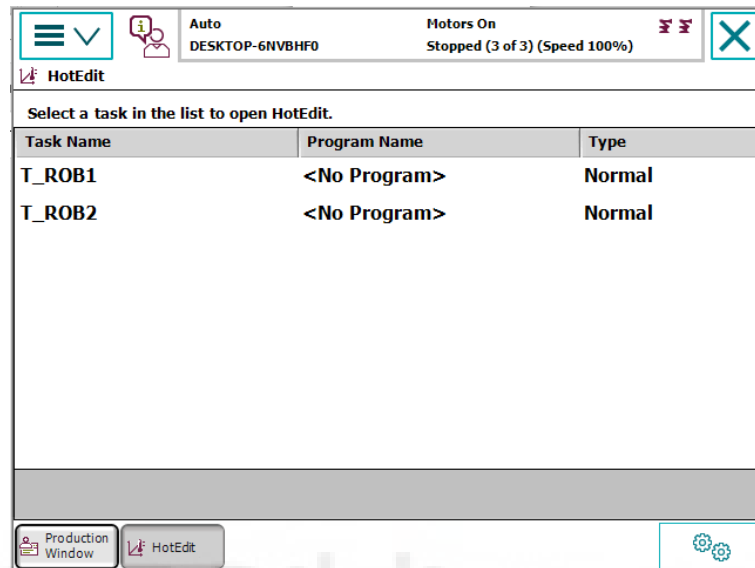 Auto
Motors On
DESKTOP-6NVBHF0
Stopped (3 of 3) (Speed 100%)
HotEdit
Select a task in the list to open HotEdit.
Task Name Program Name Type
T_ROB1 <No Program> Normal
T_ROB2 <No Program> Normal
Production
Window
HotEdit